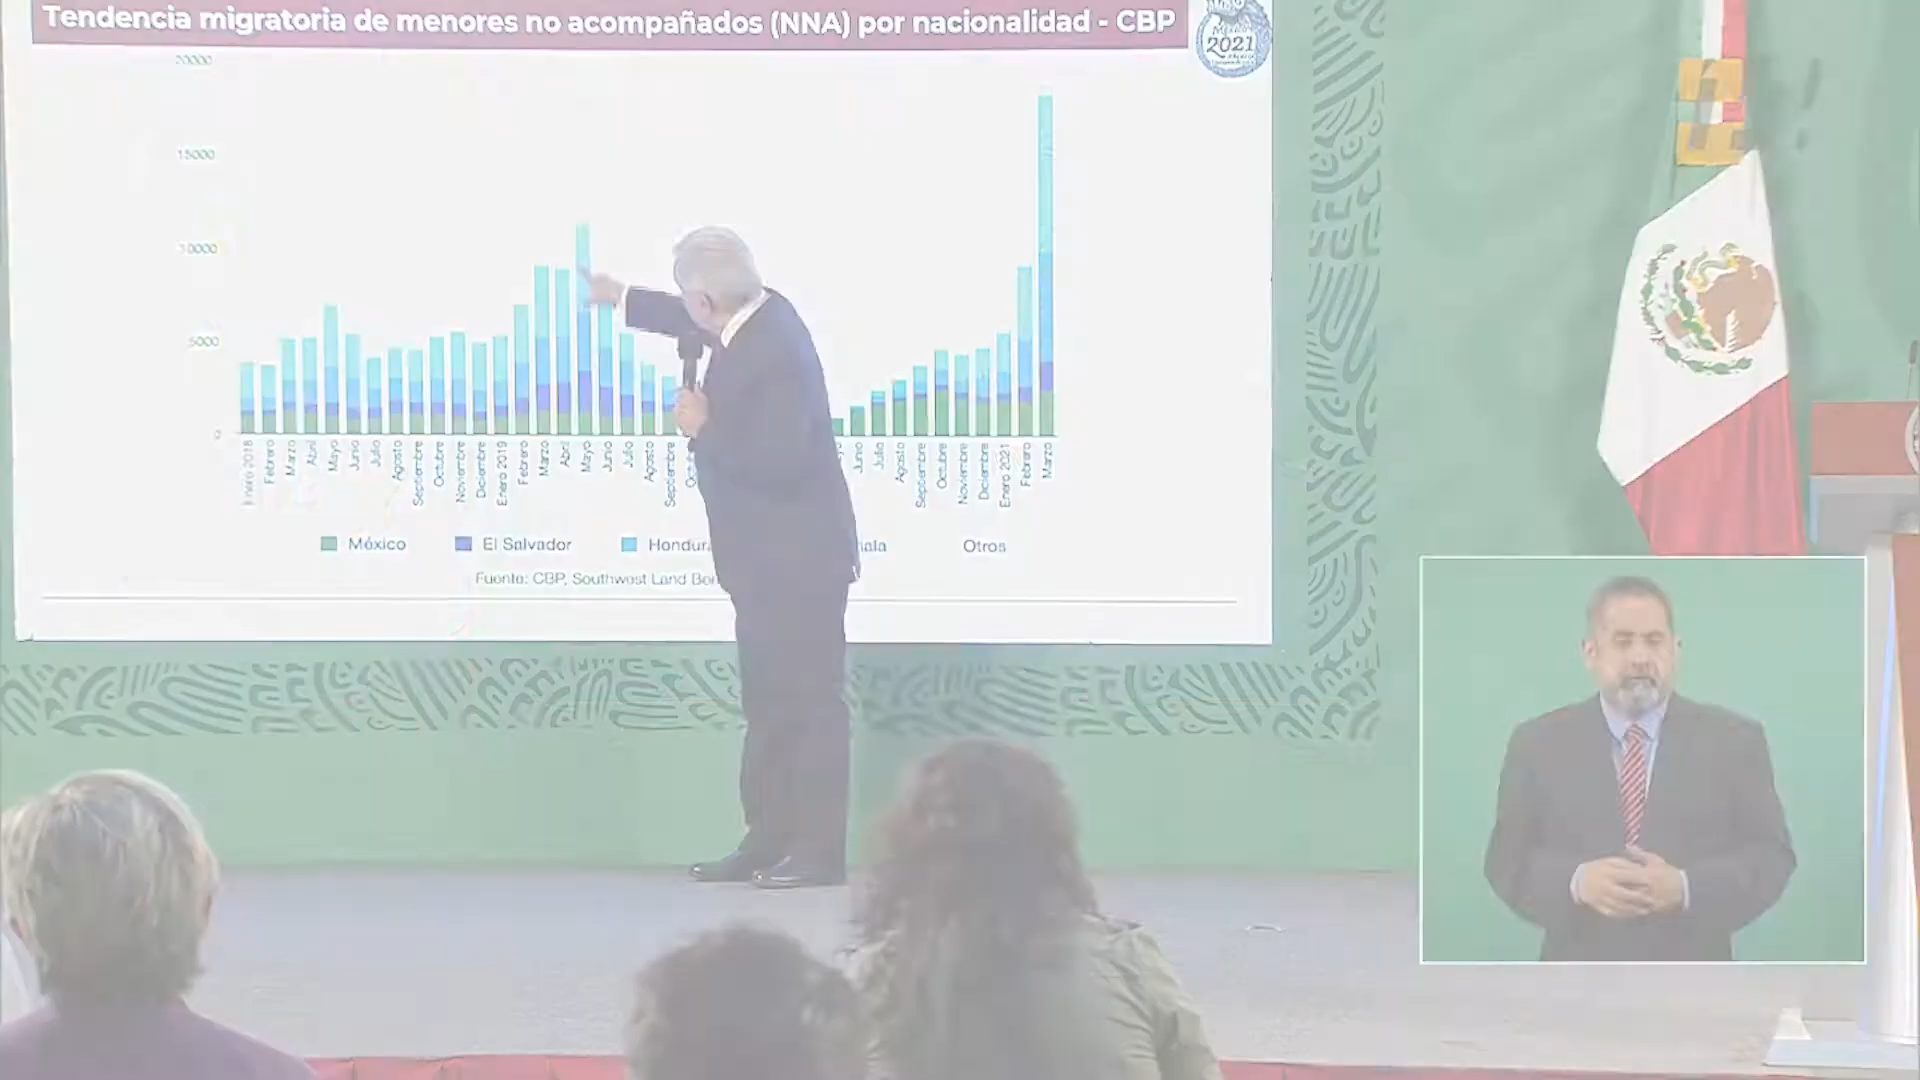 Tendencia migratoria de menores no acompañados (NNA) por nacionalidad - CBP
México
2021
20000
15000
10000
5000
0
Enero 2018
Febrero
Marzo
Abril
Mayo
Junio
Julio
Agosto
Septiembre
Octubre
Noviembre
Diciembre
Enero 2019
Febrero
Marzo
Abril
Mayo
Junio
Julio
Agosto
Septiembre
Junio
Julio
Agosto
Septiembre
Octubre
Noviembre
Diciembre
Enero 2021
Febrero
Marzo
México El Salvador Otros
Fuente: CBP, Southwest Land